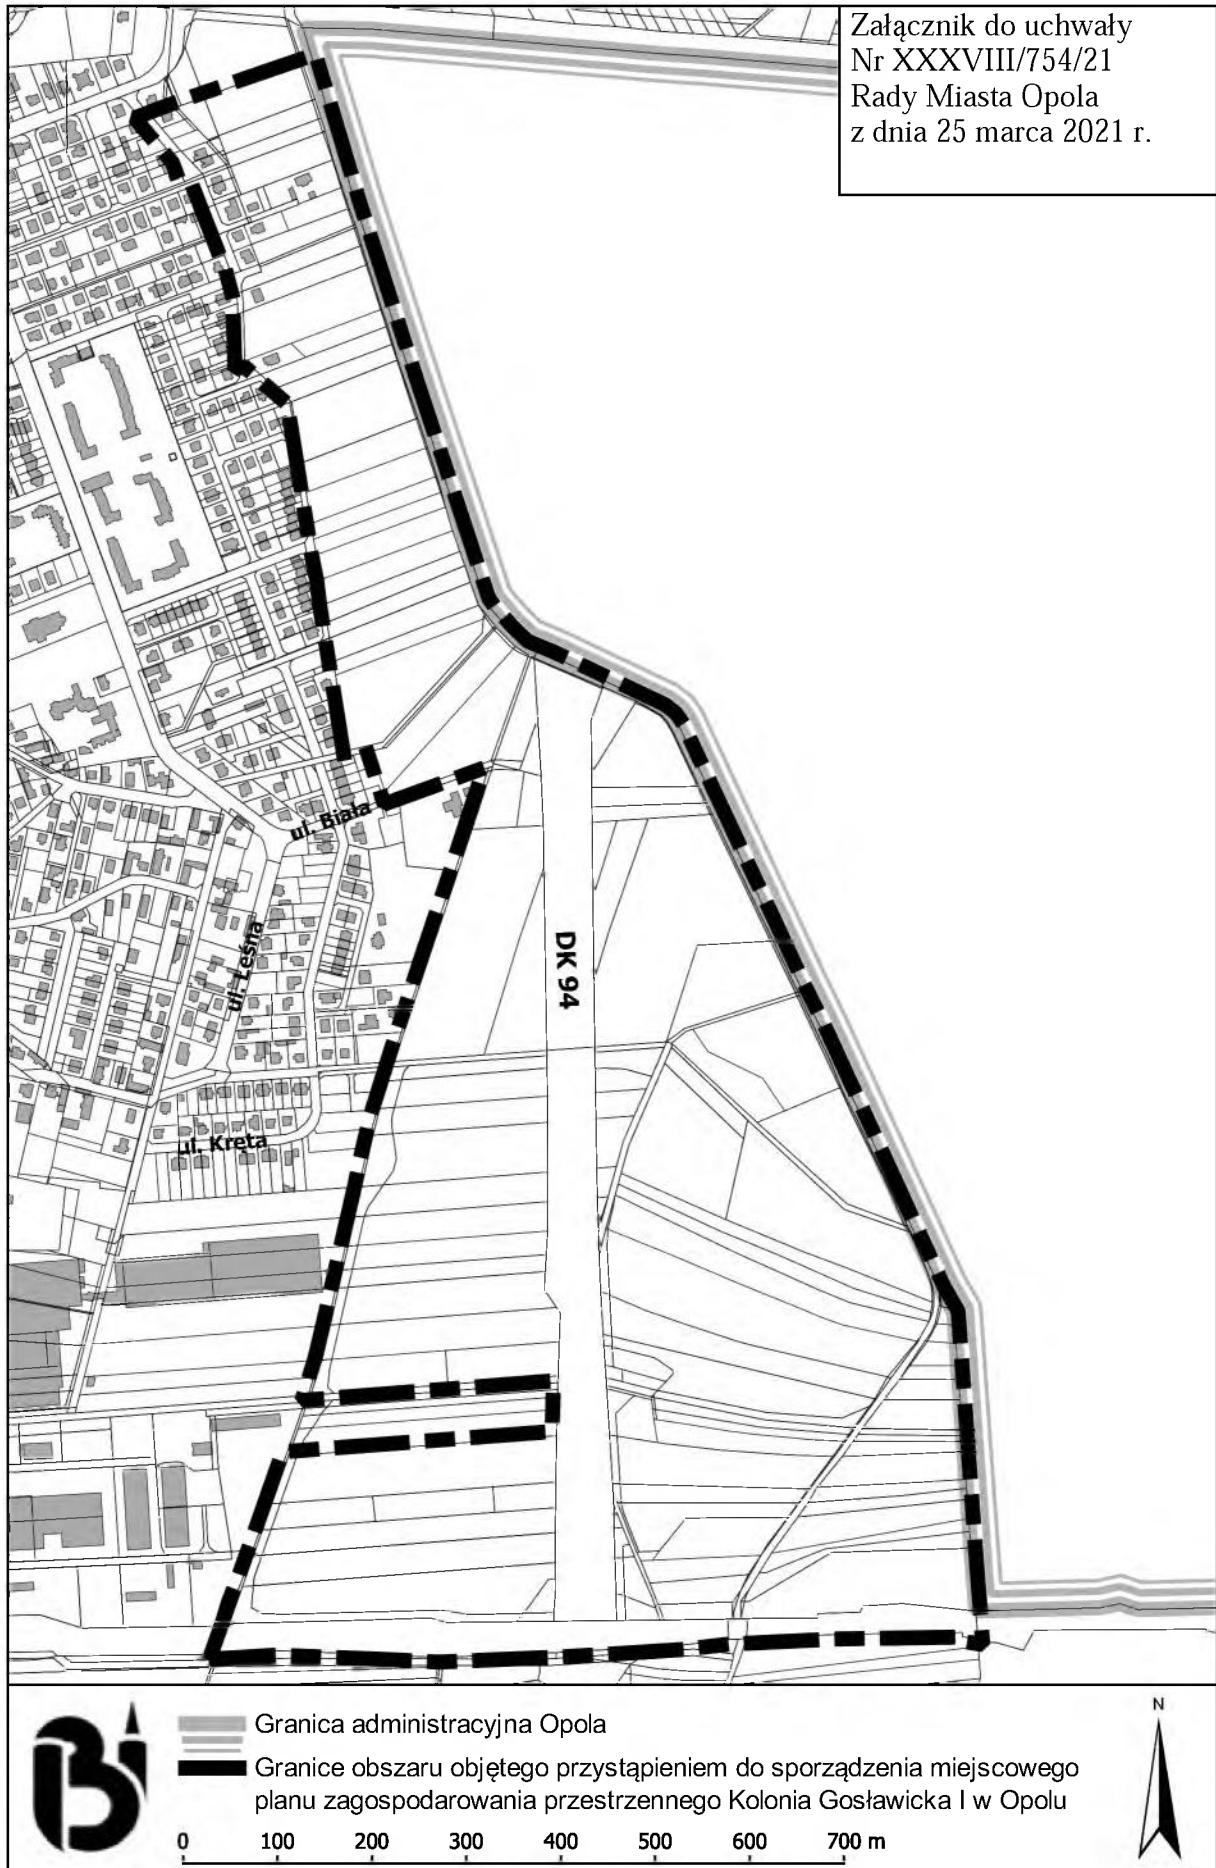 Załącznik do uchwały
Nr XXXVIII/754/21
Rady Miasta Opola
z dnia 25 marca 2021 r.
ul. Biała
DK 94
ul. Leśna
ul. Kręta
Granica administracyjna Opola
Granice obszaru objętego przystąpieniem do sporządzenia miejscowego
planu zagospodarowania przestrzennego Kolonia Gosławicka I w Opolu
N
0 100 200 300 400 500 600 700 m